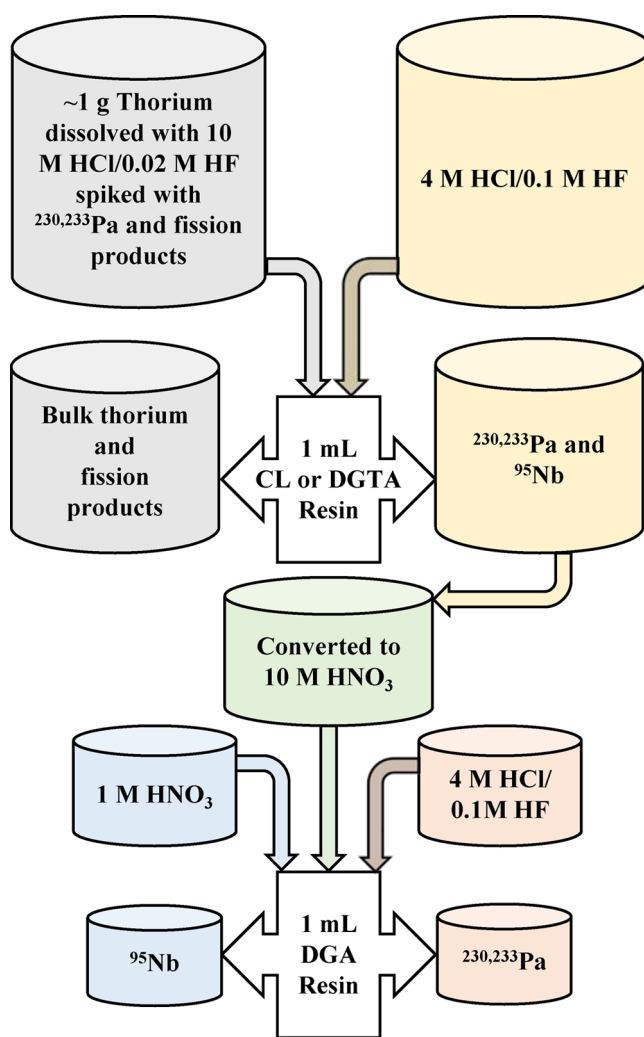 ~1 g Thorium
dissolved with 10
M HCl/0.02 M HF
spiked with
²³⁰,²³³Pa and fission
products
4 M HCl/0.1 M HF
Bulk thorium
and
fission
products
1 mL
CL or DGTA
Resin
²³⁰,²³³Pa and
⁹⁵Nb
Converted to
10 M HNO₃
1 M HNO₃
4 M HCl/
0.1M HF
⁹⁵Nb
1 mL
DGA
Resin
²³⁰,²³³Pa